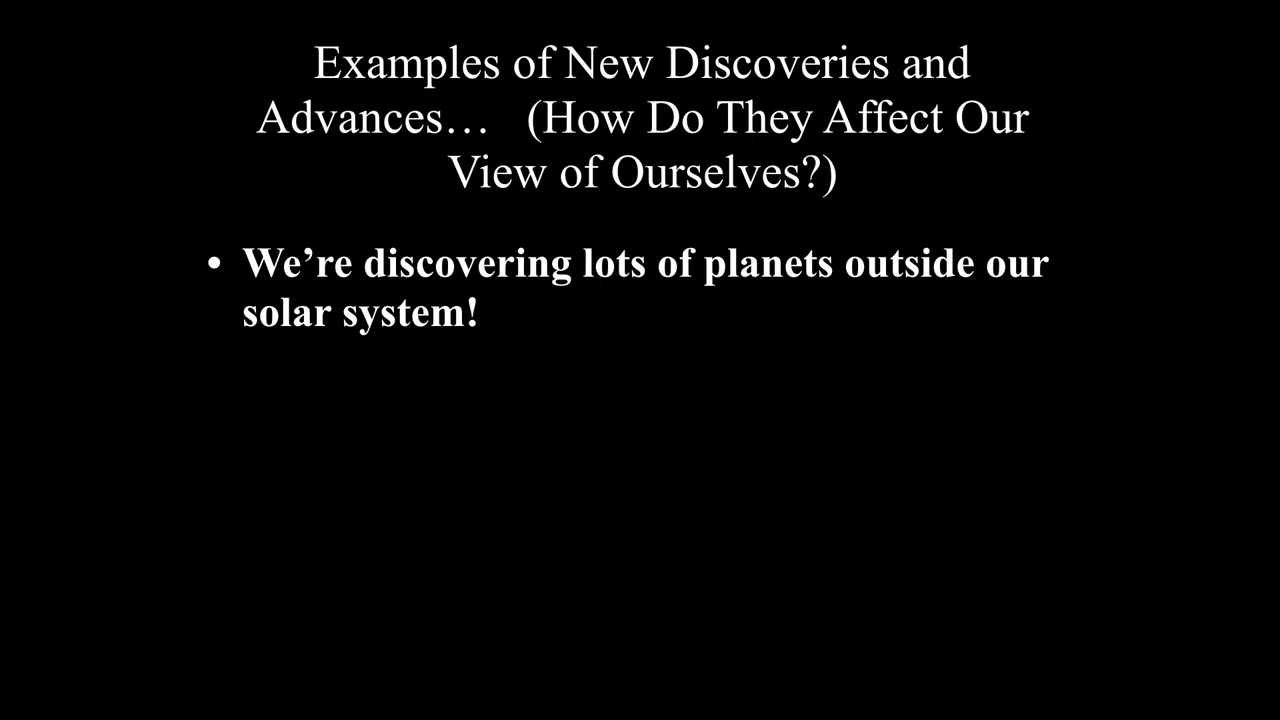 Examples of New Discoveries and
Advances… (How Do They Affect Our
View of Ourselves?)
• We’re discovering lots of planets outside our
solar system!